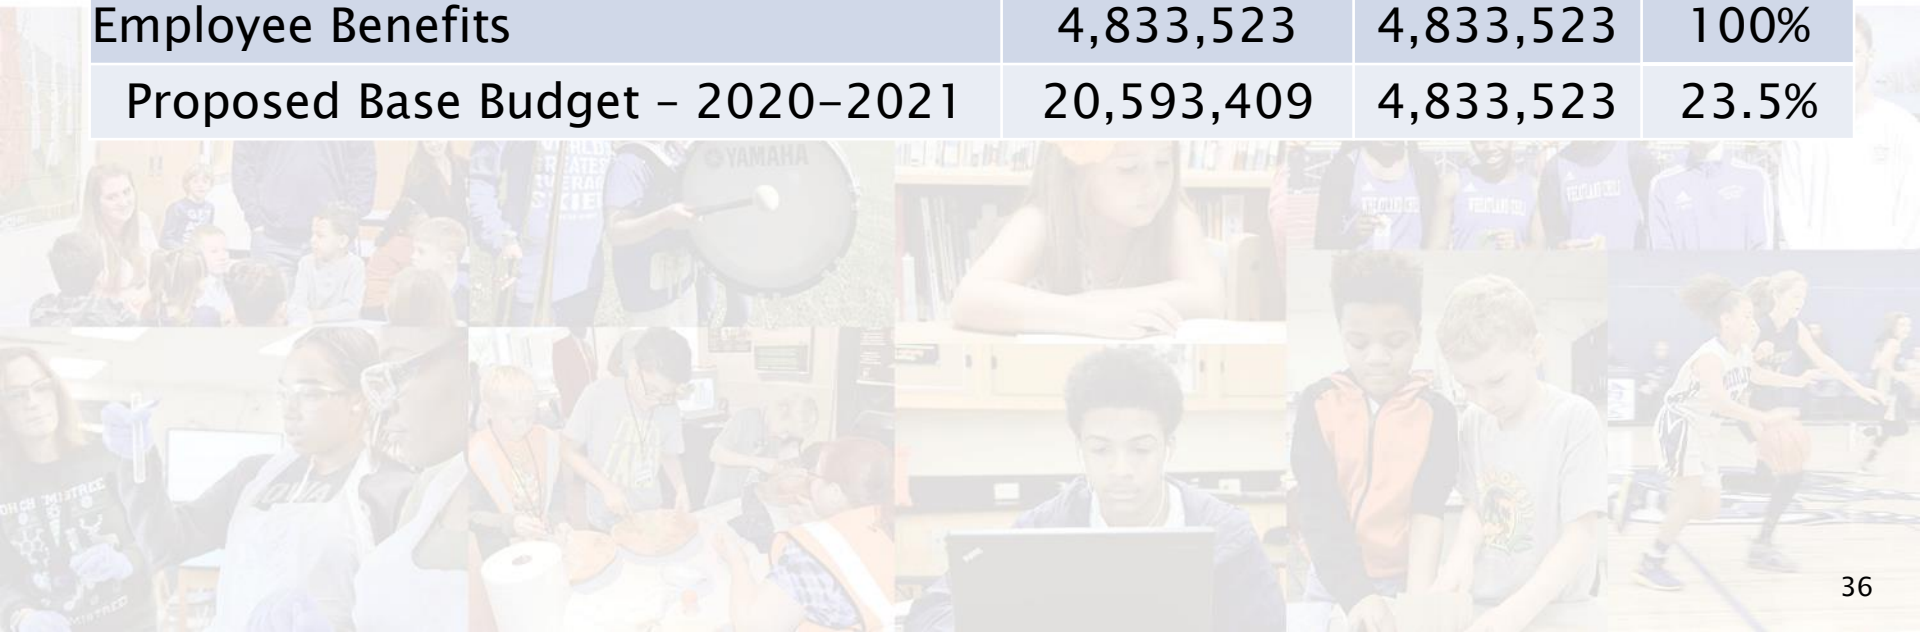 Employee Benefits 4,833,523 4,833,523 100%
Proposed Base Budget – 2020-2021 20,593,409 4,833,523 23.5%
YAMAHA
36